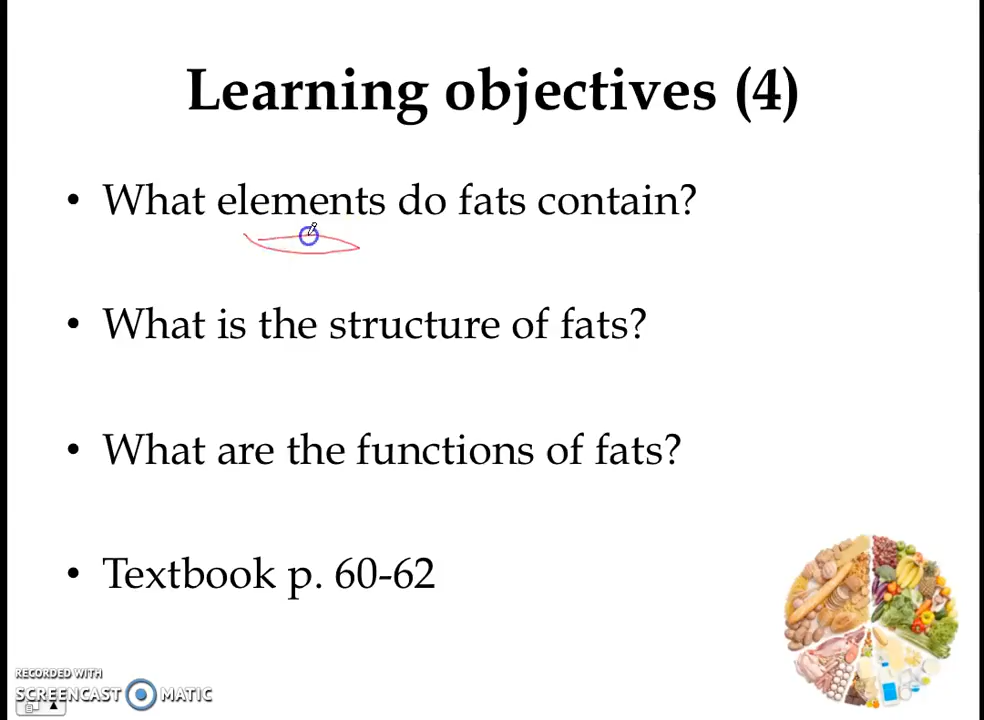 Learning objectives (4)
• What elements do fats contain?
• What is the structure of fats?
• What are the functions of fats?
• Textbook p. 60-62
RECORDED WITH
SCREENCAST MATIC